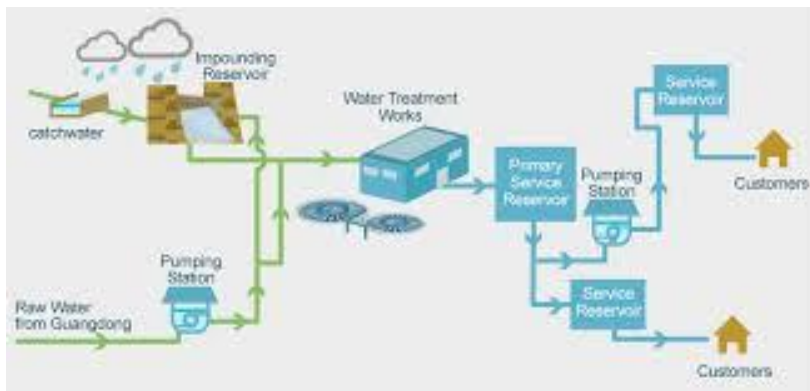 Impounding
Reservoir
catchwater
Water Treatment
Works
Primary
Service
Reservoir
Pumping
Station
Service
Reservoir
Customers
Pumping
Station
Raw Water
from Guangdong
Service
Reservoir
Customers